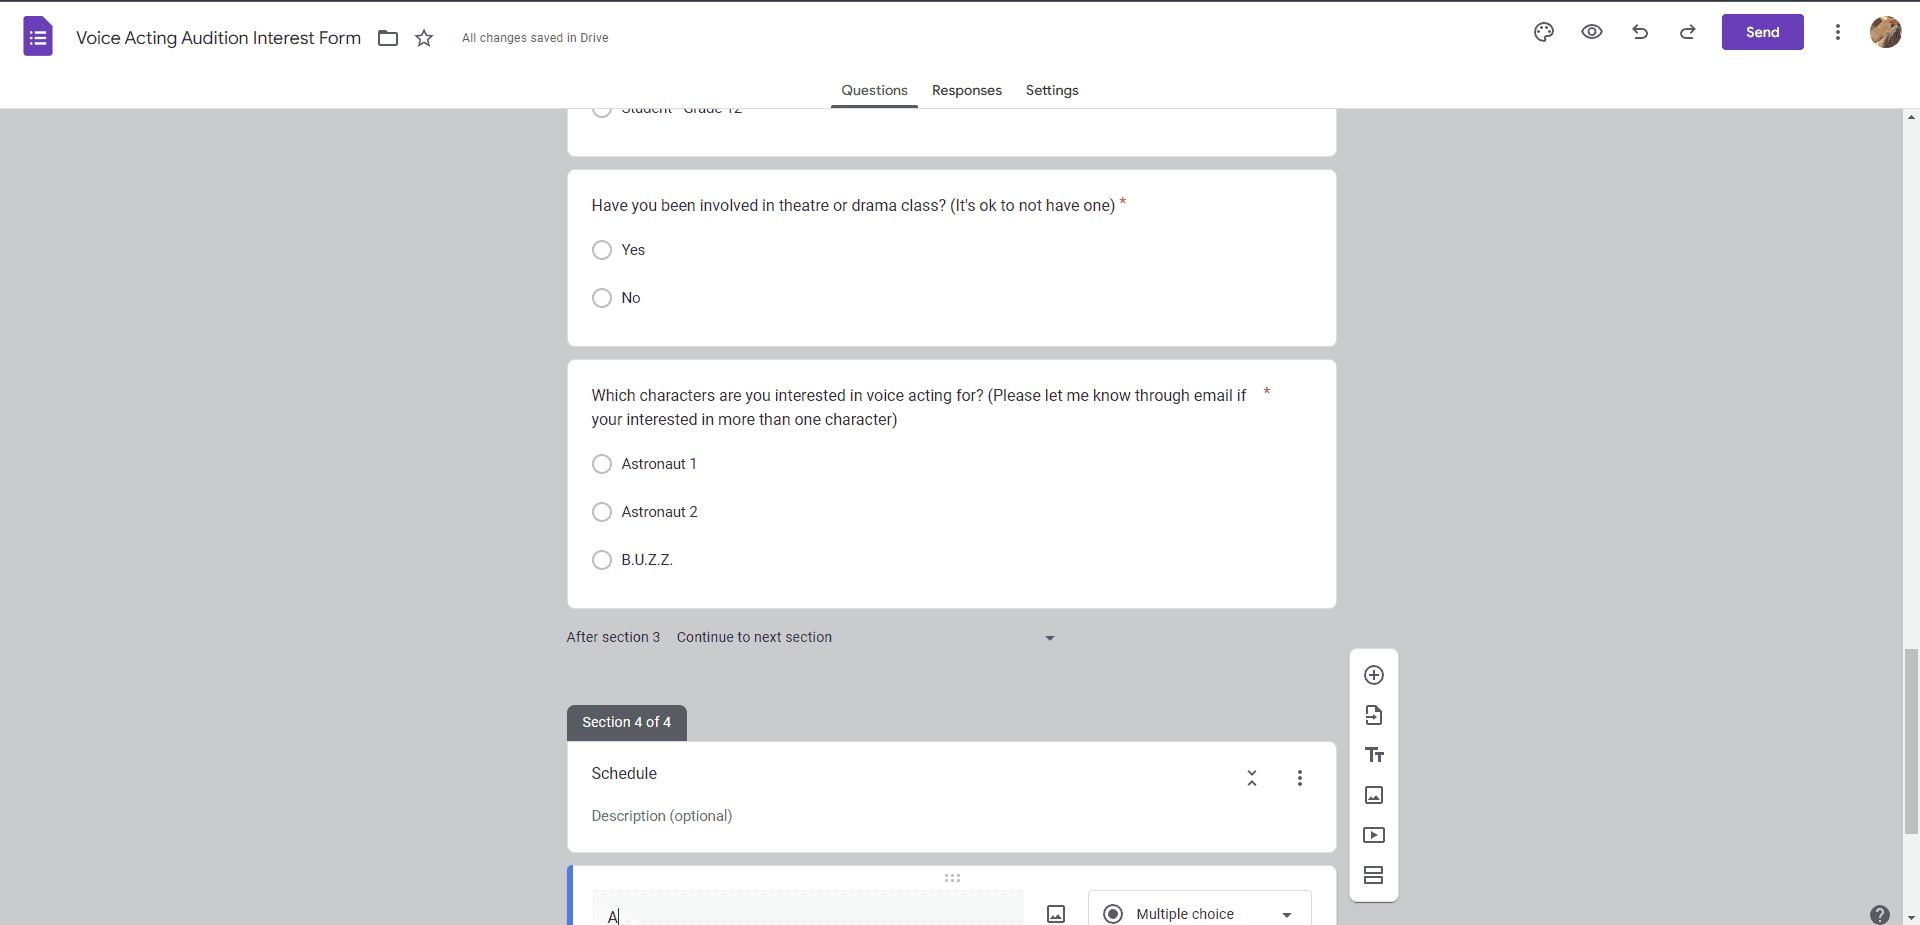 Voice Acting Audition Interest Form
All changes saved in Drive
Send
Questions
Responses
Settings
Student - Grade 12
Have you been involved in theatre or drama class? (It's ok to not have one) *
Yes
No
Which characters are you interested in voice acting for? (Please let me know through email if *
your interested in more than one character)
Astronaut 1
Astronaut 2
B.U.Z.Z.
After section 3 Continue to next section
Section 4 of 4
Schedule
Description (optional)
A
Multiple choice